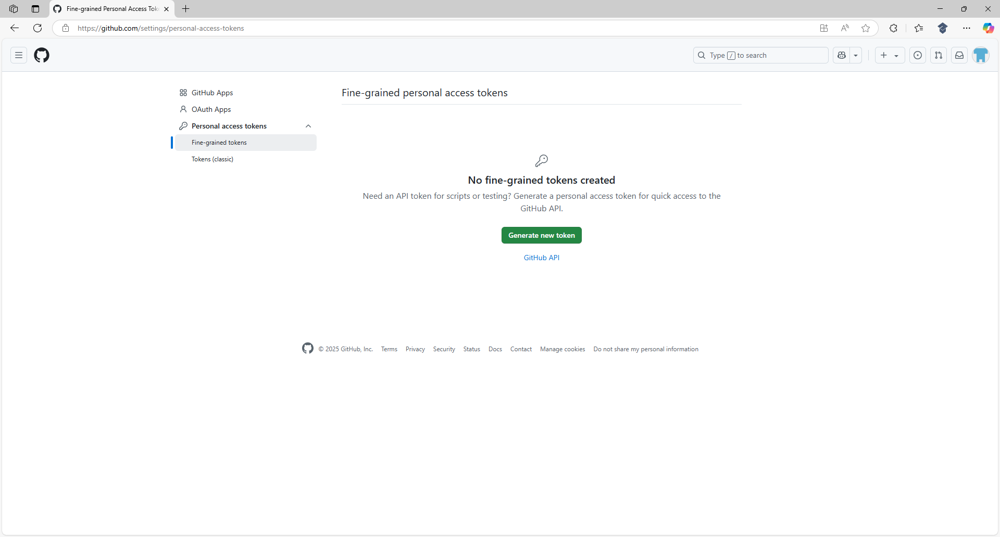 Fine-grained Personal Access Tok
https://github.com/settings/personal-access-tokens
Type / to search
GitHub Apps
OAuth Apps
Personal access tokens
Fine-grained tokens
Tokens (classic)
Fine-grained personal access tokens
No fine-grained tokens created
Need an API token for scripts or testing? Generate a personal access token for quick access to the
GitHub API.
Generate new token
GitHub API
© 2025 GitHub, Inc. Terms Privacy Security Status Docs Contact Manage cookies Do not share my personal information